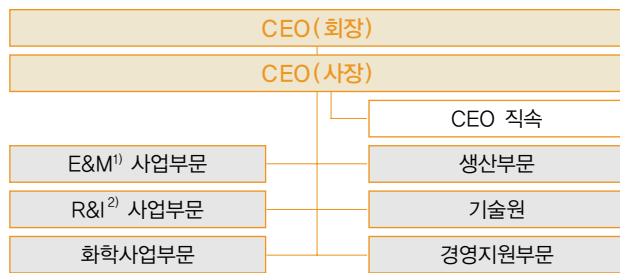 CEO(회장)
CEO(사장)
CEO 직속
E&M1) 사업부문
생산부문
R&I2) 사업부문
기술원
화학사업부문
경영지원부문